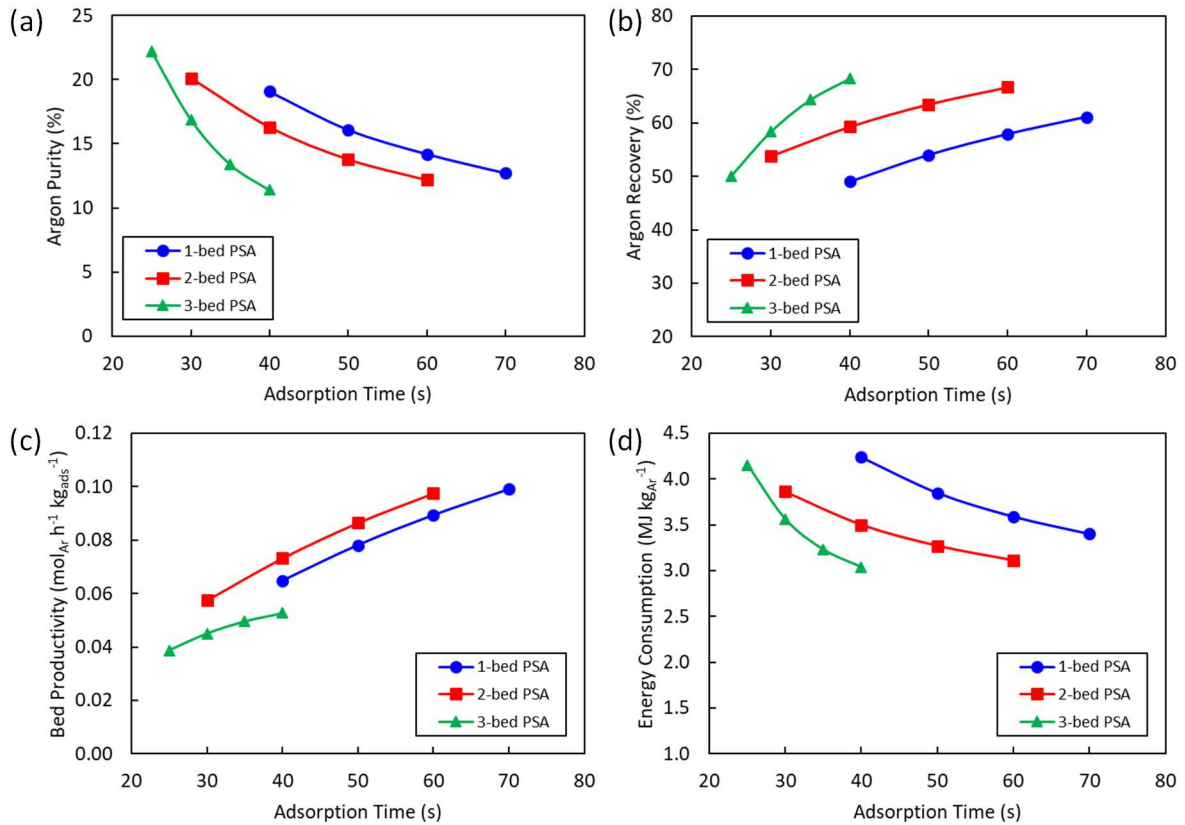 (a)
Argon Purity (%)
25
20
15
10
5
0
1-bed PSA
2-bed PSA
3-bed PSA
20 30 40 50 60 70 80
Adsorption Time (s)
(b)
Argon Recovery (%)
80
70
60
50
40
30
20
1-bed PSA
2-bed PSA
3-bed PSA
20 30 40 50 60 70 80
Adsorption Time (s)
(c)
Bed Productivity (mol_Ar h⁻¹ kg_ads⁻¹)
0.12
0.10
0.08
0.06
0.04
0.02
0.00
1-bed PSA
2-bed PSA
3-bed PSA
20 30 40 50 60 70 80
Adsorption Time (s)
(d)
Energy Consumption (MJ kg_Ar⁻¹)
4.5
4.0
3.5
3.0
2.5
2.0
1.5
1.0
1-bed PSA
2-bed PSA
3-bed PSA
20 30 40 50 60 70 80
Adsorption Time (s)